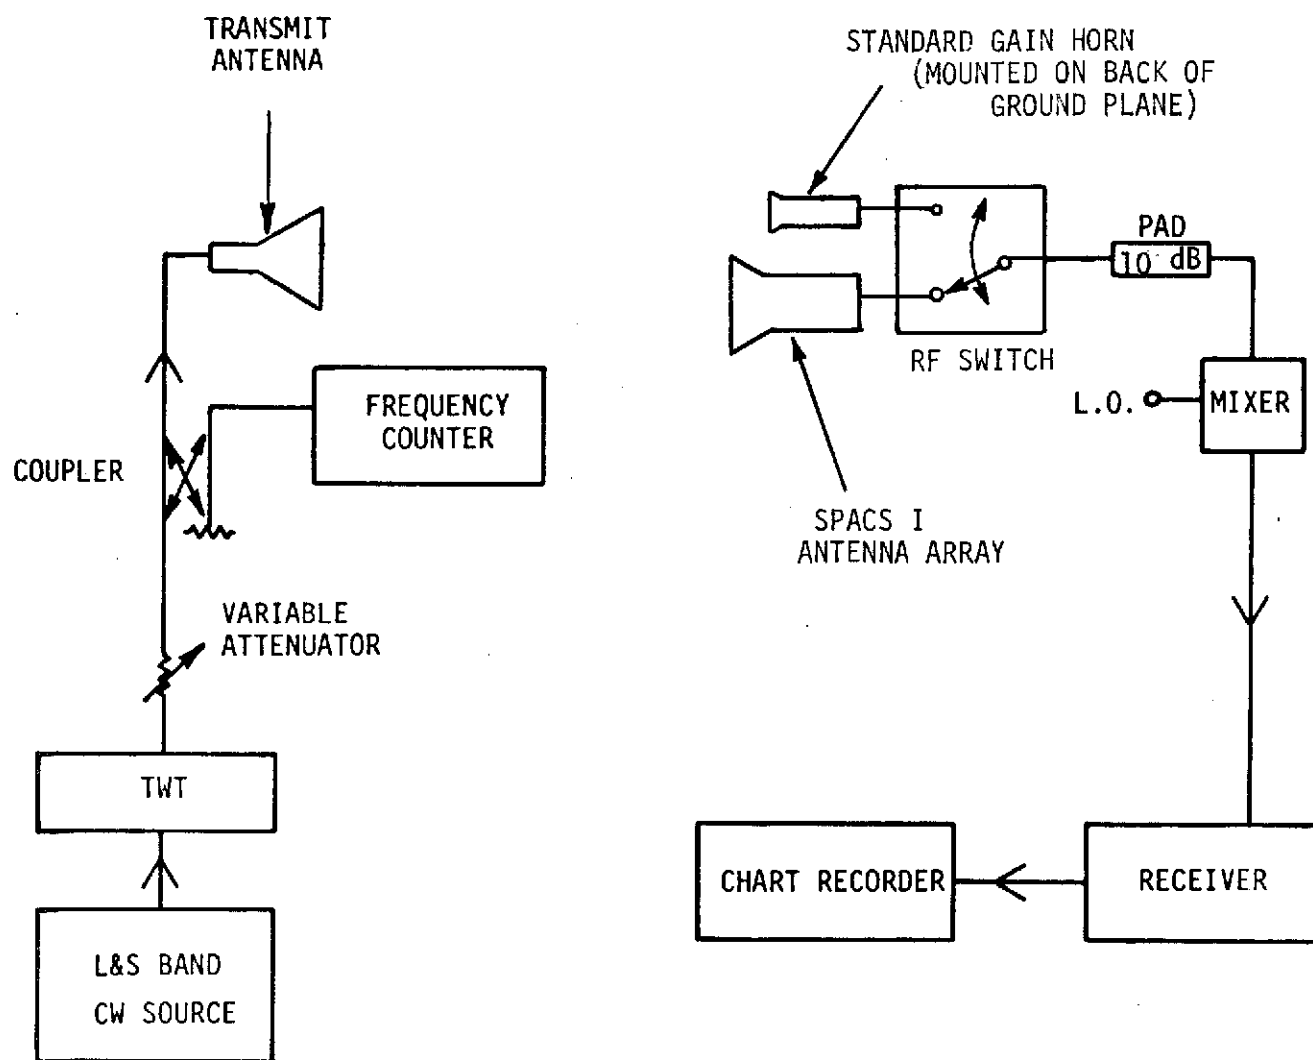 TRANSMIT
ANTENNA
STANDARD GAIN HORN
(MOUNTED ON BACK OF
GROUND PLANE)
PAD
10 dB
RF SWITCH
L.O.
MIXER
FREQUENCY
COUNTER
COUPLER
SPACS I
ANTENNA ARRAY
VARIABLE
ATTENUATOR
TWT
CHART RECORDER
RECEIVER
L&S BAND
CW SOURCE